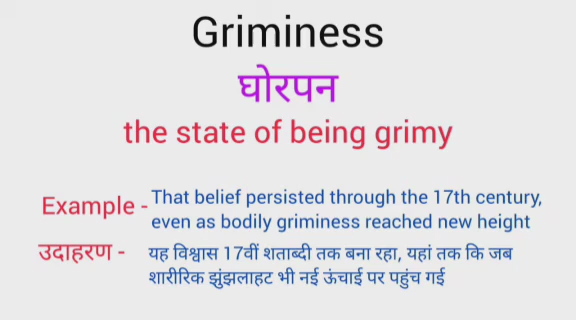 Griminess
घोरपन
the state of being grimy
Example - That belief persisted through the 17th century,
even as bodily griminess reached new height
उदाहरण - यह विश्वास 17वीं शताब्दी तक बना रहा, यहां तक कि जब
शारीरिक झुंझलाहट भी नई ऊंचाई पर पहुंच गई